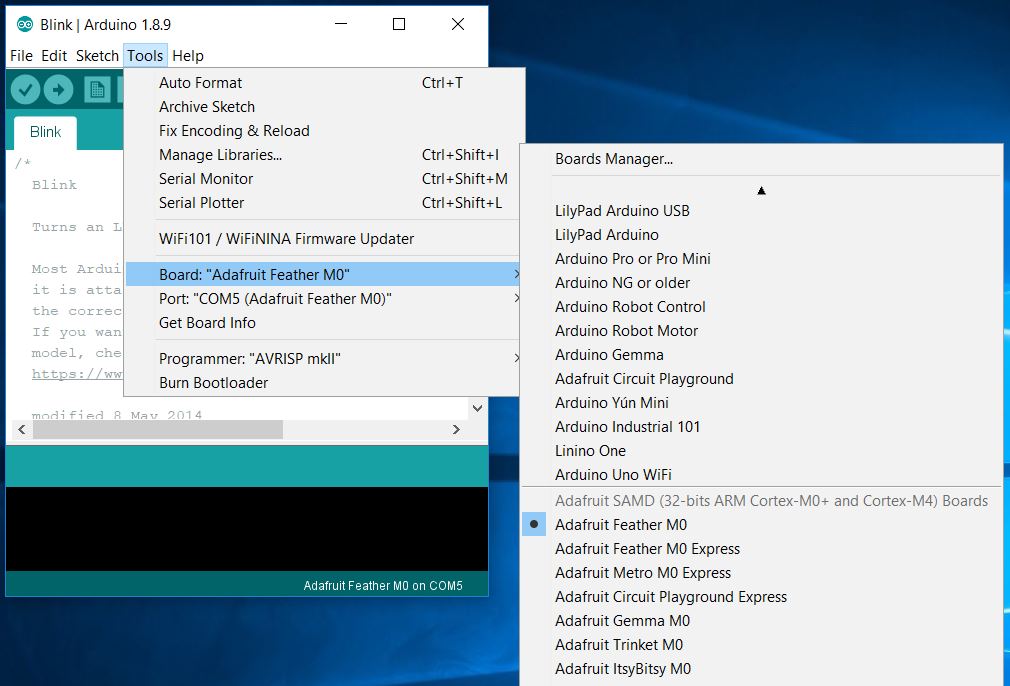 Blink | Arduino 1.8.9
File Edit Sketch Tools Help
Blink
/*
Blink
Turns an L
Most Ardui
it is atta
the correc
If you wan
model, che
https://ww
modified 8 May 2014
Auto Format Ctrl+T
Archive Sketch
Fix Encoding & Reload
Manage Libraries... Ctrl+Shift+I
Serial Monitor Ctrl+Shift+M
Serial Plotter Ctrl+Shift+L
WiFi101 / WiFiNINA Firmware Updater
Board: "Adafruit Feather M0"
Port: "COM5 (Adafruit Feather M0)"
Get Board Info
Programmer: "AVRISP mkII"
Burn Bootloader
Boards Manager...
LilyPad Arduino USB
LilyPad Arduino
Arduino Pro or Pro Mini
Arduino NG or older
Arduino Robot Control
Arduino Robot Motor
Arduino Gemma
Adafruit Circuit Playground
Arduino Yún Mini
Arduino Industrial 101
Linino One
Arduino Uno WiFi
Adafruit SAMD (32-bits ARM Cortex-M0+ and Cortex-M4) Boards
Adafruit Feather M0
Adafruit Feather M0 Express
Adafruit Metro M0 Express
Adafruit Circuit Playground Express
Adafruit Gemma M0
Adafruit Trinket M0
Adafruit ItsyBitsy M0
Adafruit Feather M0 on COM5